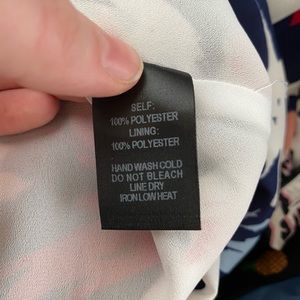 SELF:
100% POLYESTER
LINING:
100% POLYESTER
HAND WASH COLD
DO NOT BLEACH
LINE DRY
IRON LOW HEAT